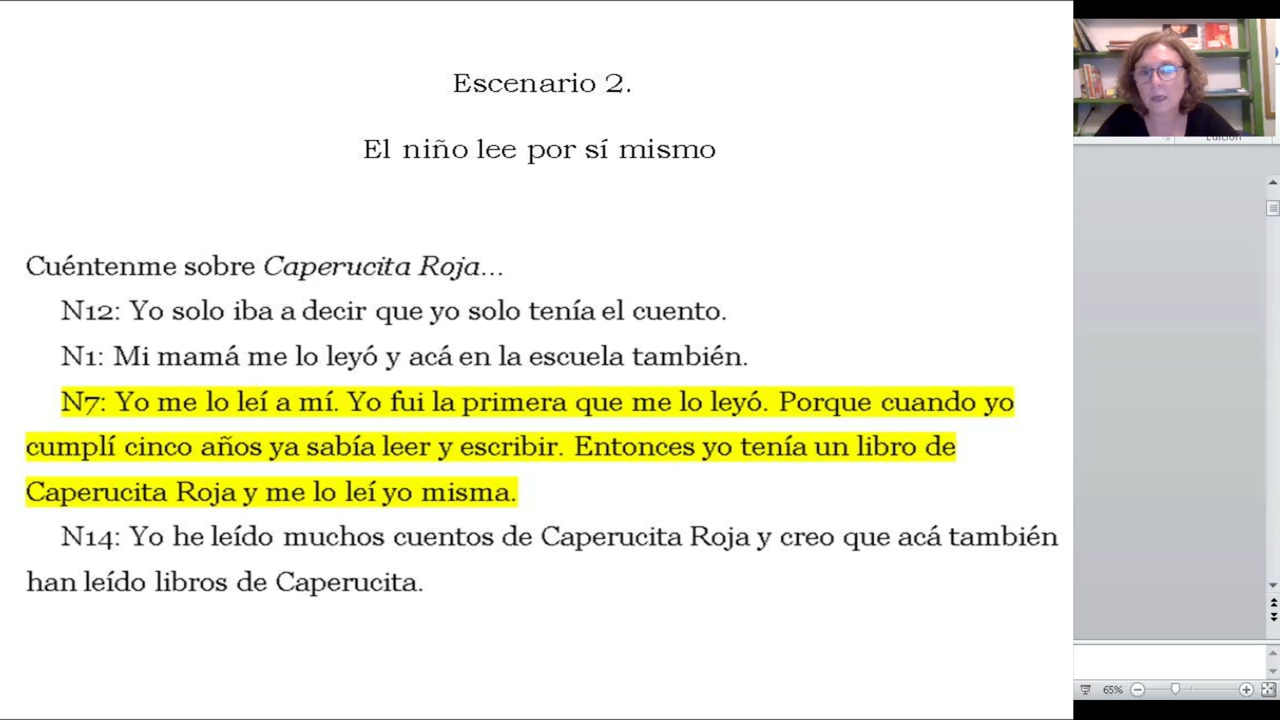 Escenario 2.
El niño lee por sí mismo
Cuéntenme sobre Caperucita Roja...
N12: Yo solo iba a decir que yo solo tenía el cuento.
N1: Mi mamá me lo leyó y acá en la escuela también.
N7: Yo me lo leí a mí. Yo fui la primera que me lo leyó. Porque cuando yo
cumplí cinco años ya sabía leer y escribir. Entonces yo tenía un libro de
Caperucita Roja y me lo leí yo misma.
N14: Yo he leído muchos cuentos de Caperucita Roja y creo que acá también
han leído libros de Caperucita.
Edición
65%